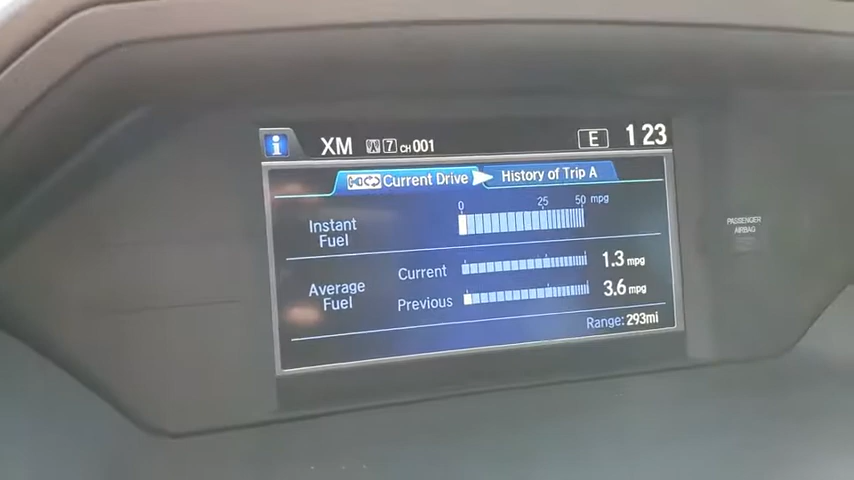 i XM 7 CH 001 E 1 23
Current Drive History of Trip A
0 25 50 mpg
Instant
Fuel
Current 1.3 mpg
Average
Fuel
Previous 3.6 mpg
Range: 293mi
PASSENGER
AIRBAG